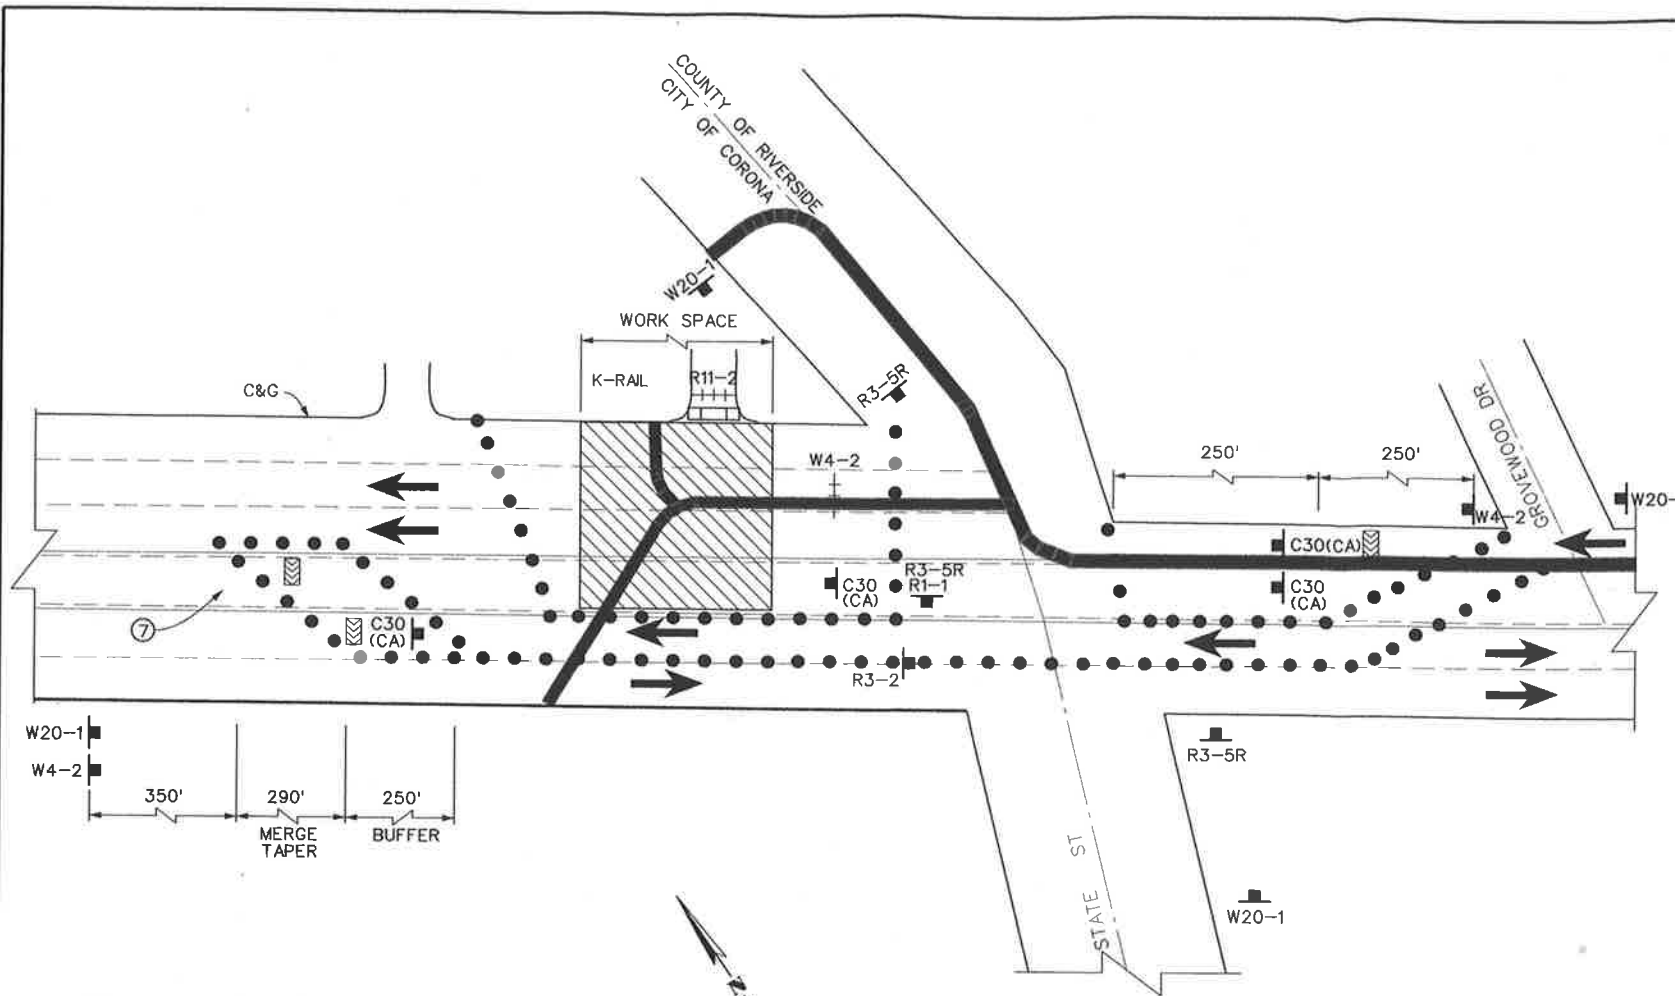 COUNTY OF RIVERSIDE
CITY OF CORONA
W20-1
WORK SPACE
K-RAIL
R11-2
C&G
R3-5R
W4-2
250'
250'
GROVEWOOD DR
W4-2
W20-
C30(CA)
C30
(CA)
R3-5R
R1-1
C30
(CA)
7
C30
(CA)
R3-2
W20-1
W4-2
350'
290'
250'
MERGE
TAPER
BUFFER
R3-5R
STATE ST
W20-1
N